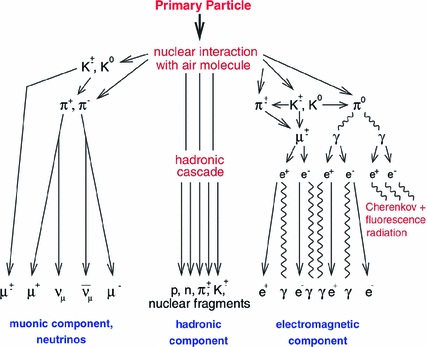 Primary Particle
nuclear interaction
with air molecule
K±, K⁰
π⁺, π⁻
π± K±, K⁰ π⁰
μ± γ γ
hadronic
cascade
e⁺ e⁻ e⁺ e⁻ e⁺ e⁻
Cherenkov +
fluorescence
radiation
μ± μ⁺ νμ ν̄μ μ⁻
p, n, π±, K±,
nuclear fragments
e⁺ γ e⁻ γ γ e⁺ γ e⁻
muonic component,
neutrinos
hadronic
component
electromagnetic
component